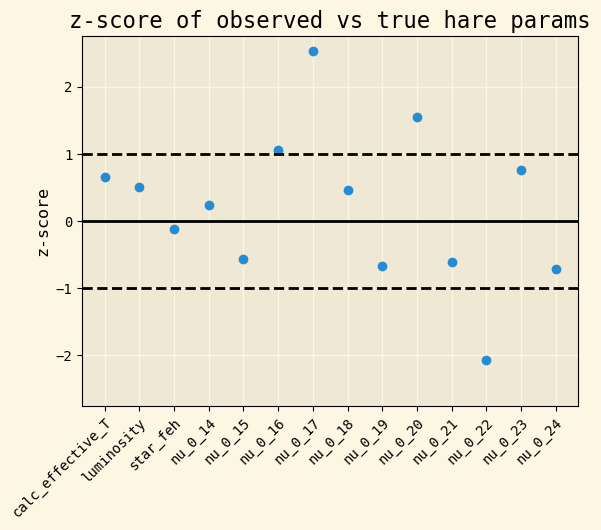 z-score of observed vs true hare params
z-score
2
1
0
−1
−2
calc_effective_T
luminosity
star_feh
nu_0_14
nu_0_15
nu_0_16
nu_0_17
nu_0_18
nu_0_19
nu_0_20
nu_0_21
nu_0_22
nu_0_23
nu_0_24